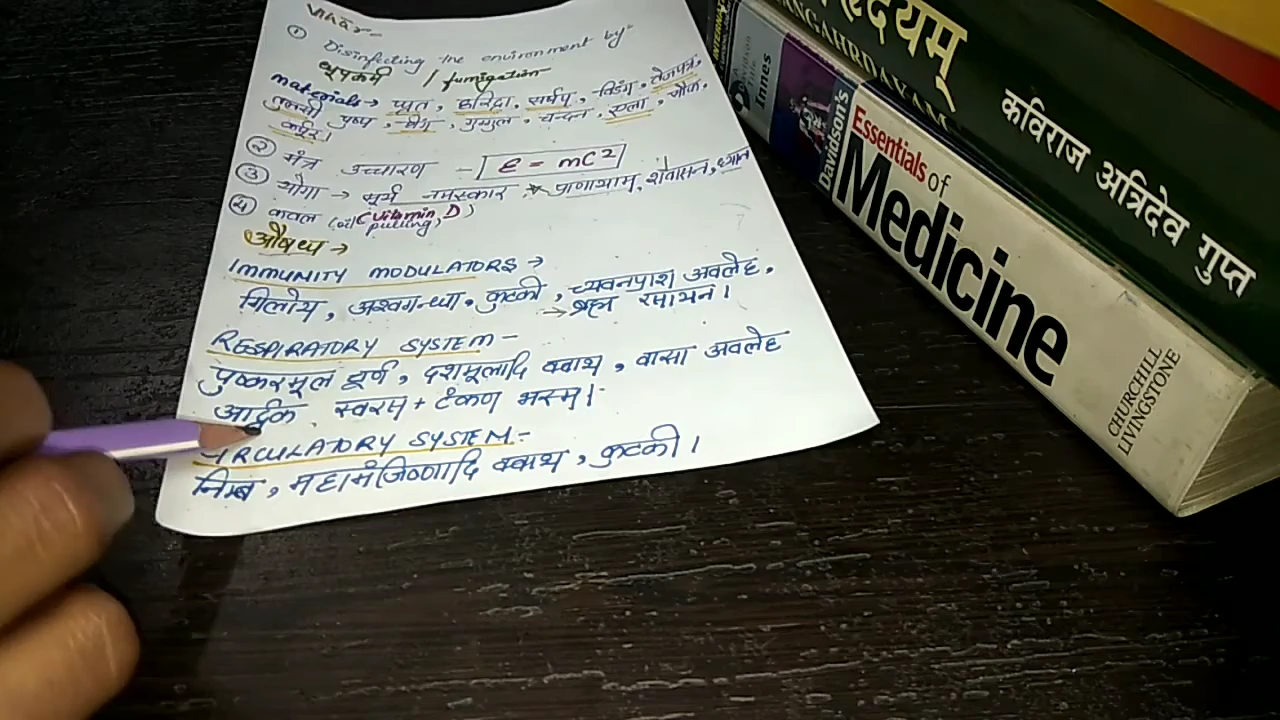 विहार-
① Disinfecting the environment by-
धूपकर्म / fumigation
materials → घृत, हरिद्रा, सर्षप, हिंग, तेजपत्र,
तुलसी पुष्प, गुग्गुल, चन्दन, एला,
कर्पूर।
② मंत्र उच्चारण - E = mc²
③ योगा → सूर्य नमस्कार, प्राणायाम, शवासन, ध्यान
(vitamin D)
④ कवल (oil pulling)
औषध →
IMMUNITY MODULATORS →
गिलोय, अश्वगन्धा, कुटकी, च्यवनप्राश अवलेह,
→ ब्रह्म रसायन।
RESPIRATORY SYSTEM -
पुष्करमूल चूर्ण, दशमूलादि क्वाथ, वासा अवलेह
आर्द्रक स्वरस + टंकण भस्म।
CIRCULATORY SYSTEM:-
निम्ब, महामंजिष्ठादि क्वाथ, कुटकी।
हृदयम्
ANGAHRDAYAM
कविराज अत्रिदेव गुप्त
Innes
Davidson's
Essentials of
Medicine
CHURCHILL
LIVINGSTONE